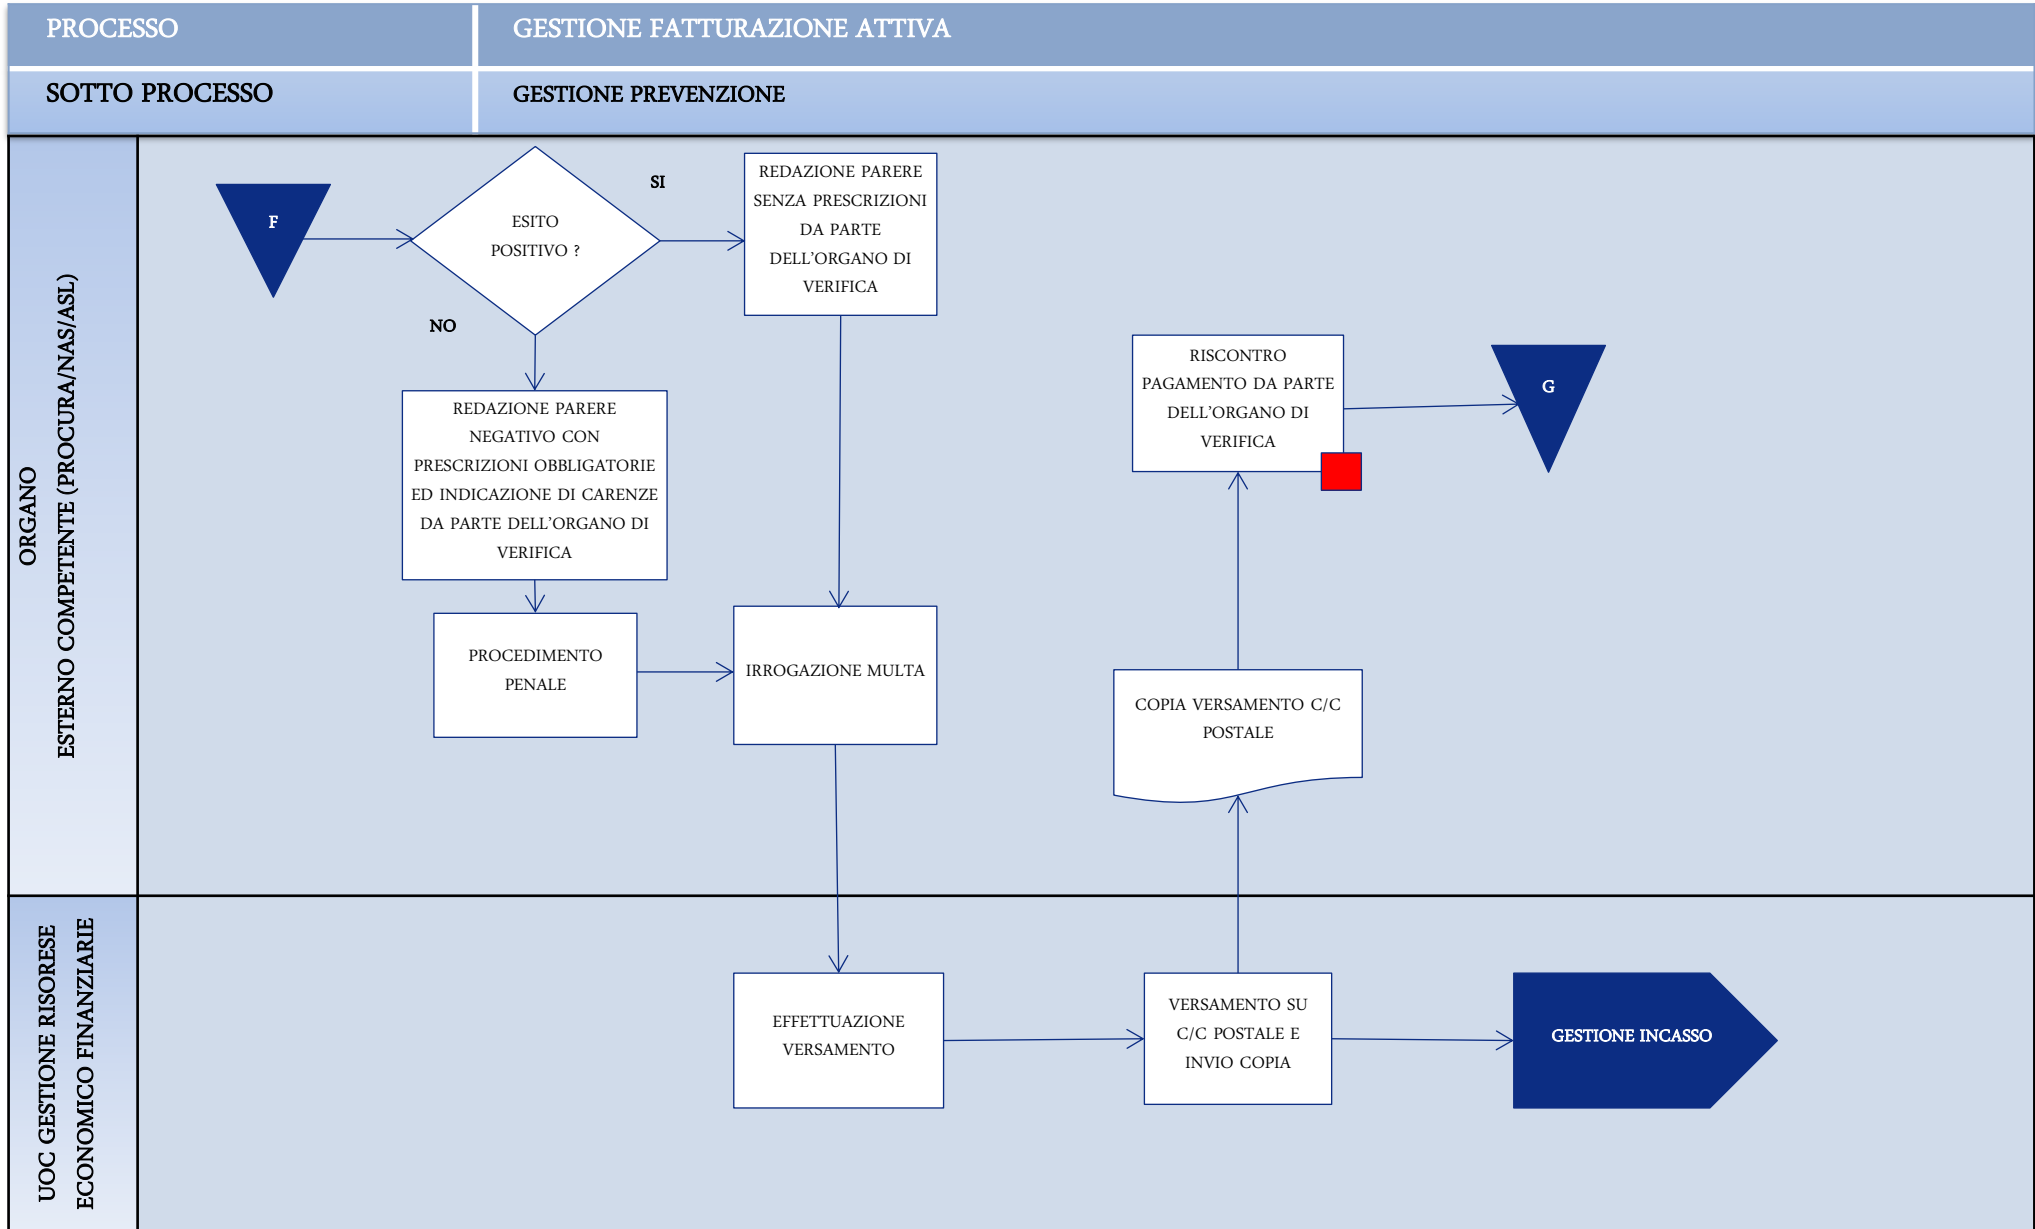 PROCESSO
GESTIONE FATTURAZIONE ATTIVA
SOTTO PROCESSO
GESTIONE PREVENZIONE
ORGANO
ESTERNO COMPETENTE (PROCURA/NAS/ASL)
F
ESITO
POSITIVO ?
SI
NO
REDAZIONE PARERE
SENZA PRESCRIZIONI
DA PARTE
DELL'ORGANO DI
VERIFICA
REDAZIONE PARERE
NEGATIVO CON
PRESCRIZIONI OBBLIGATORIE
ED INDICAZIONE DI CARENZE
DA PARTE DELL'ORGANO DI
VERIFICA
PROCEDIMENTO
PENALE
IRROGAZIONE MULTA
RISCONTRO
PAGAMENTO DA PARTE
DELL'ORGANO DI
VERIFICA
G
COPIA VERSAMENTO C/C
POSTALE
UOC GESTIONE RISORESE
ECONOMICO FINANZIARIE
EFFETTUAZIONE
VERSAMENTO
VERSAMENTO SU
C/C POSTALE E
INVIO COPIA
GESTIONE INCASSO